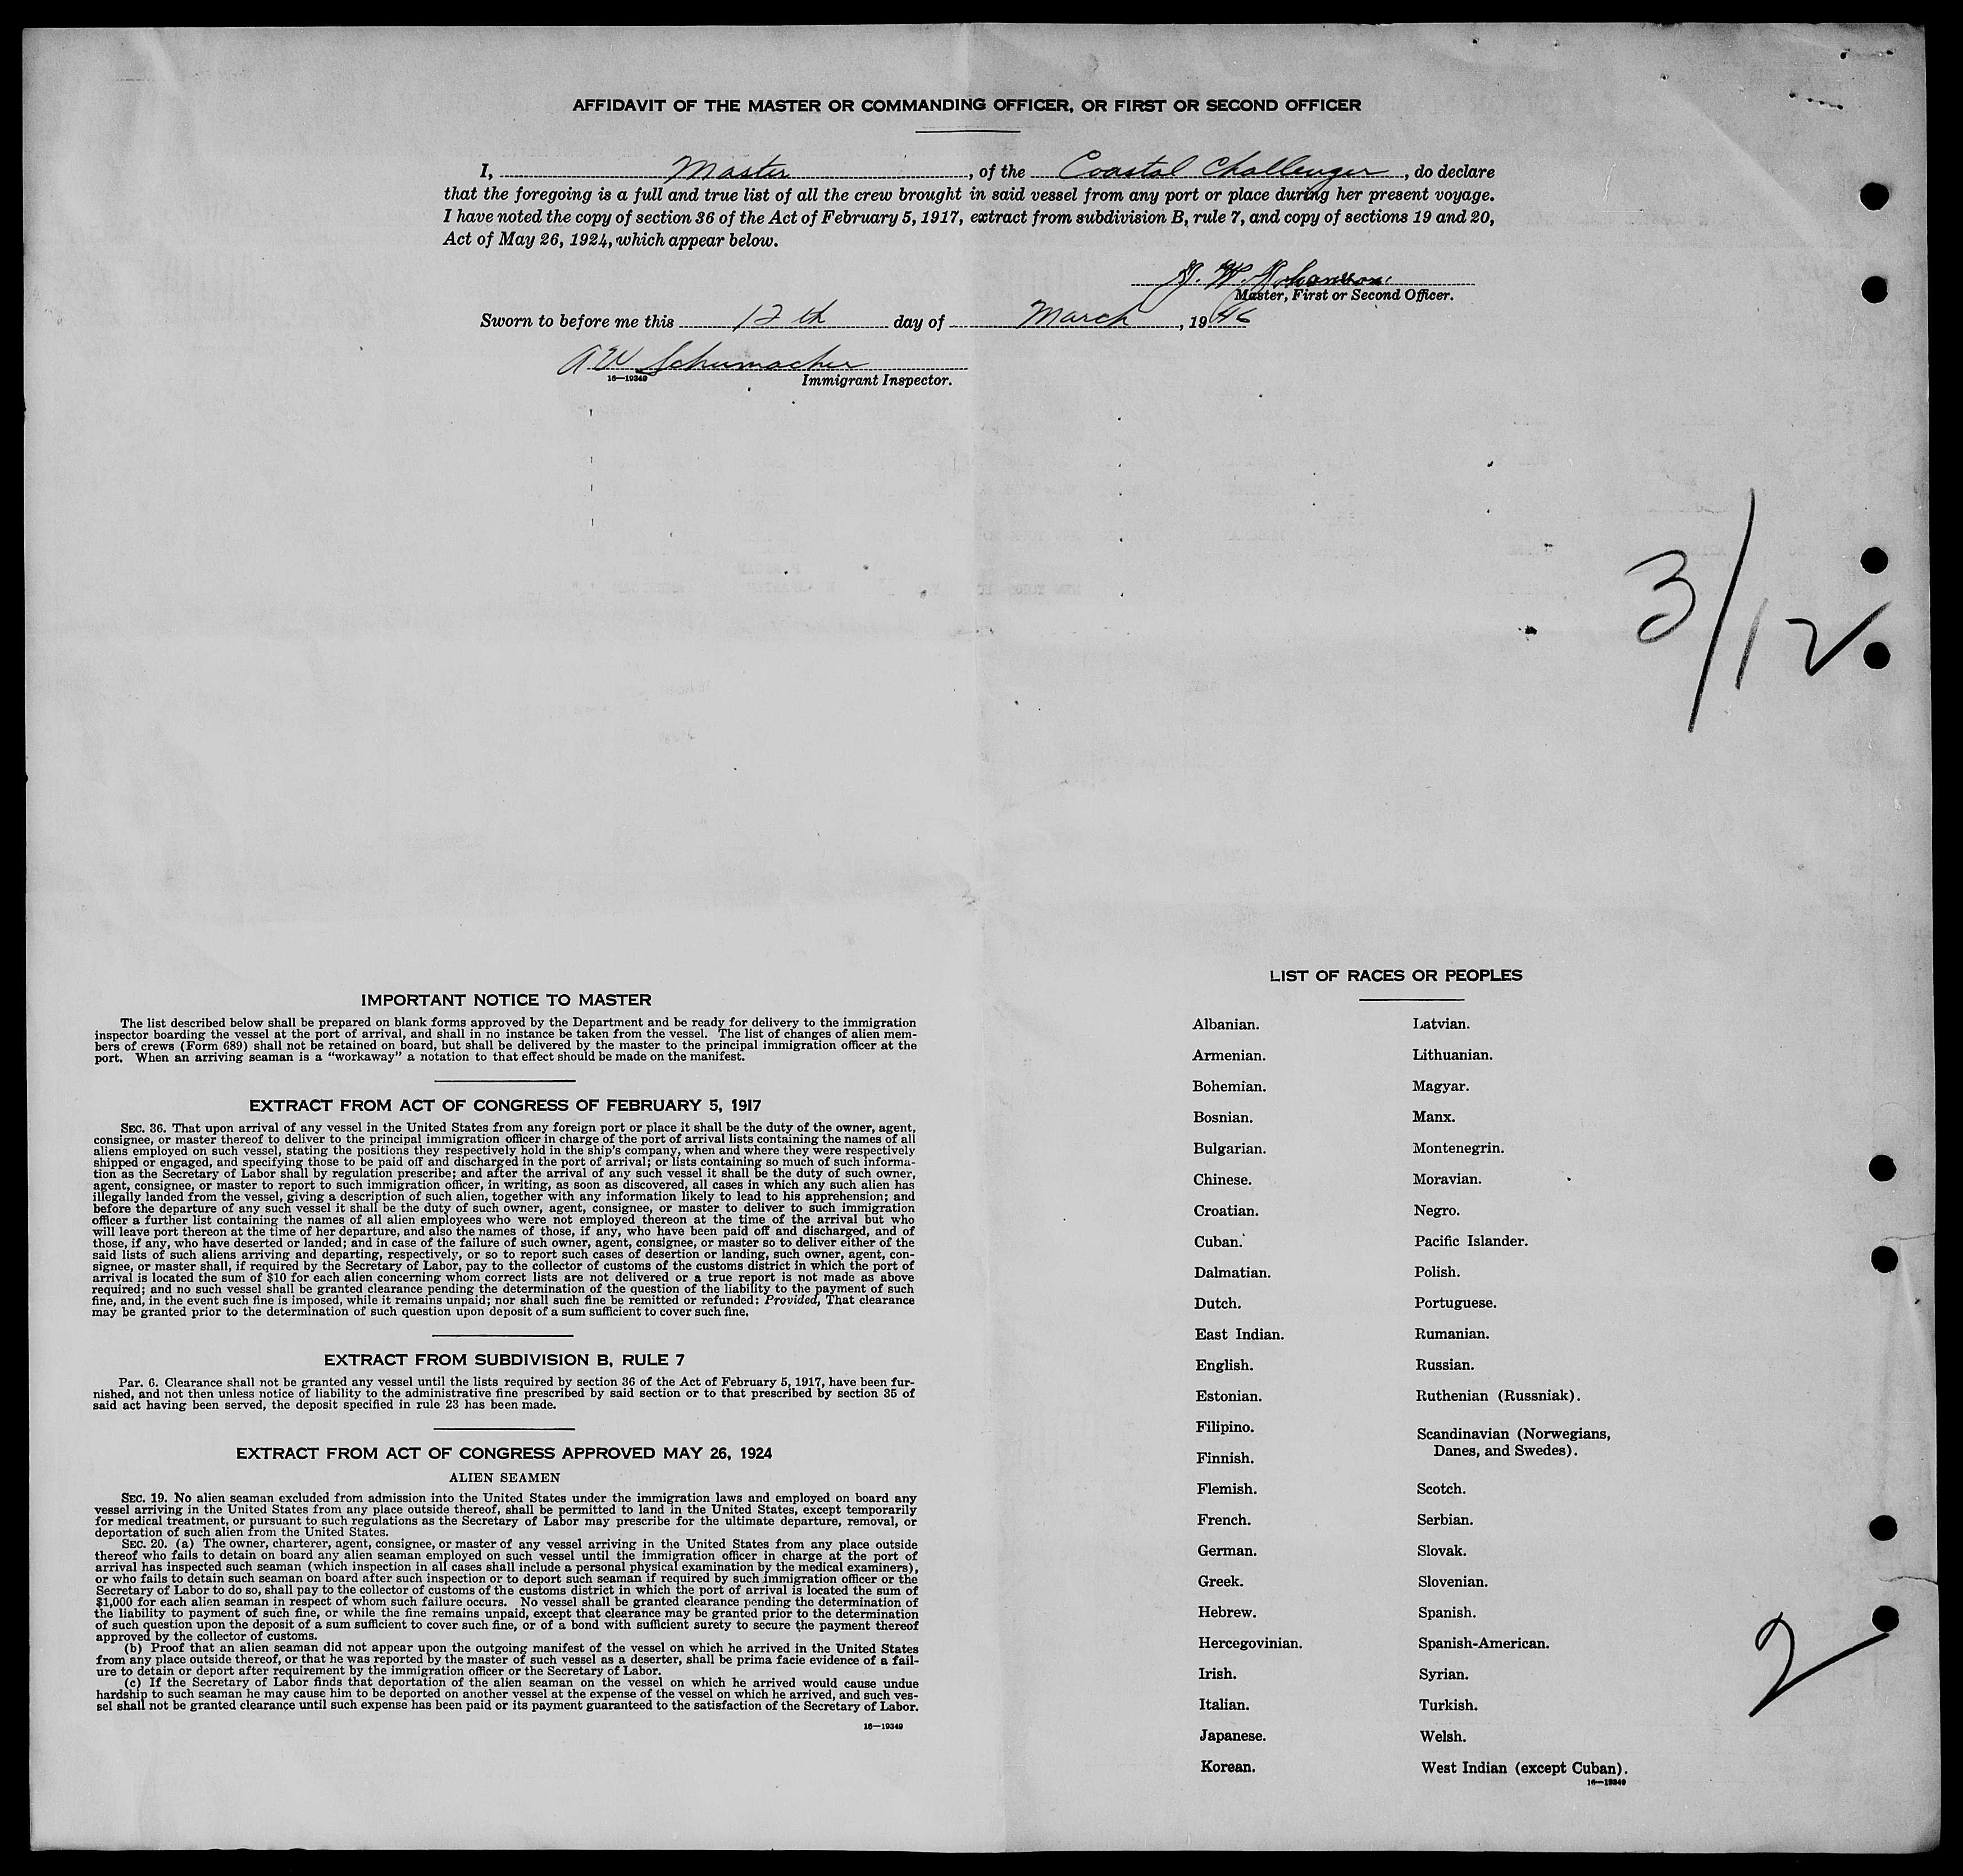 AFFIDAVIT OF THE MASTER OR COMMANDING OFFICER, OR FIRST OR SECOND OFFICER
I, Master, of the Coastal Challenger, do declare
that the foregoing is a full and true list of all the crew brought in said vessel from any port or place during her present voyage.
I have noted the copy of section 36 of the Act of February 5, 1917, extract from subdivision B, rule 7, and copy of sections 19 and 20,
Act of May 26, 1924, which appear below.
Master, First or Second Officer.
Sworn to before me this 12th day of March, 1946
A W Schumacher
16—19349 Immigrant Inspector.
3/12
IMPORTANT NOTICE TO MASTER
The list described below shall be prepared on blank forms approved by the Department and be ready for delivery to the immigration
inspector boarding the vessel at the port of arrival, and shall in no instance be taken from the vessel. The list of changes of alien mem-
bers of crews (Form 689) shall not be retained on board, but shall be delivered by the master to the principal immigration officer at the
port. When an arriving seaman is a "workaway" a notation to that effect should be made on the manifest.
EXTRACT FROM ACT OF CONGRESS OF FEBRUARY 5, 1917
SEC. 36. That upon arrival of any vessel in the United States from any foreign port or place it shall be the duty of the owner, agent,
consignee, or master thereof to deliver to the principal immigration officer in charge of the port of arrival lists containing the names of all
aliens employed on such vessel, stating the positions they respectively hold in the ship's company, when and where they were respectively
shipped or engaged, and specifying those to be paid off and discharged in the port of arrival; or lists containing so much of such informa-
tion as the Secretary of Labor shall by regulation prescribe; and after the arrival of any such vessel it shall be the duty of such owner,
agent, consignee, or master to report to such immigration officer, in writing, as soon as discovered, all cases in which any such alien has
illegally landed from the vessel, giving a description of such alien, together with any information likely to lead to his apprehension; and
before the departure of any such vessel it shall be the duty of such owner, agent, consignee, or master to deliver to such immigration
officer a further list containing the names of all alien employees who were not employed thereon at the time of the arrival but who
will leave port thereon at the time of her departure, and also the names of those, if any, who have been paid off and discharged, and of
those, if any, who have deserted or landed; and in case of the failure of such owner, agent, consignee, or master so to deliver either of the
said lists of such aliens arriving and departing, respectively, or so to report such cases of desertion or landing, such owner, agent, con-
signee, or master shall, if required by the Secretary of Labor, pay to the collector of customs of the customs district in which the port of
arrival is located the sum of $10 for each alien concerning whom correct lists are not delivered or a true report is not made as above
required; and no such vessel shall be granted clearance pending the determination of the question of the liability to the payment of such
fine, and, in the event such fine is imposed, while it remains unpaid; nor shall such fine be remitted or refunded: Provided, That clearance
may be granted prior to the determination of such question upon deposit of a sum sufficient to cover such fine.
EXTRACT FROM SUBDIVISION B, RULE 7
Par. 6. Clearance shall not be granted any vessel until the lists required by section 36 of the Act of February 5, 1917, have been fur-
nished, and not then unless notice of liability to the administrative fine prescribed by said section or to that prescribed by section 35 of
said act having been served, the deposit specified in rule 23 has been made.
EXTRACT FROM ACT OF CONGRESS APPROVED MAY 26, 1924
ALIEN SEAMEN
SEC. 19. No alien seaman excluded from admission into the United States under the immigration laws and employed on board any
vessel arriving in the United States from any place outside thereof, shall be permitted to land in the United States, except temporarily
for medical treatment, or pursuant to such regulations as the Secretary of Labor may prescribe for the ultimate departure, removal, or
deportation of such alien from the United States.
SEC. 20. (a) The owner, charterer, agent, consignee, or master of any vessel arriving in the United States from any place outside
thereof who fails to detain on board any alien seaman employed on such vessel until the immigration officer in charge at the port of
arrival has inspected such seaman (which inspection in all cases shall include a personal physical examination by the medical examiners),
or who fails to detain such seaman on board after such inspection or to deport such seaman if required by such immigration officer or the
Secretary of Labor to do so, shall pay to the collector of customs of the customs district in which the port of arrival is located the sum of
$1,000 for each alien seaman in respect of whom such failure occurs. No vessel shall be granted clearance pending the determination of
the liability to payment of such fine, or while the fine remains unpaid, except that clearance may be granted prior to the determination
of such question upon the deposit of a sum sufficient to cover such fine, or of a bond with sufficient surety to secure the payment thereof
approved by the collector of customs.
(b) Proof that an alien seaman did not appear upon the outgoing manifest of the vessel on which he arrived in the United States
from any place outside thereof, or that he was reported by the master of such vessel as a deserter, shall be prima facie evidence of a fail-
ure to detain or deport after requirement by the immigration officer or the Secretary of Labor.
(c) If the Secretary of Labor finds that deportation of the alien seaman on the vessel on which he arrived would cause undue
hardship to such seaman he may cause him to be deported on another vessel at the expense of the vessel on which he arrived, and such ves-
sel shall not be granted clearance until such expense has been paid or its payment guaranteed to the satisfaction of the Secretary of Labor.
16—19349
LIST OF RACES OR PEOPLES
Albanian. Latvian.
Armenian. Lithuanian.
Bohemian. Magyar.
Bosnian. Manx.
Bulgarian. Montenegrin.
Chinese. Moravian.
Croatian. Negro.
Cuban. Pacific Islander.
Dalmatian. Polish.
Dutch. Portuguese.
East Indian. Rumanian.
English. Russian.
Estonian. Ruthenian (Russniak).
Filipino. Scandinavian (Norwegians,
Danes, and Swedes).
Finnish.
Flemish. Scotch.
French. Serbian.
German. Slovak.
Greek. Slovenian.
Hebrew. Spanish.
Hercegovinian. Spanish-American.
Irish. Syrian.
Italian. Turkish.
Japanese. Welsh.
Korean. West Indian (except Cuban).
16—19349
2